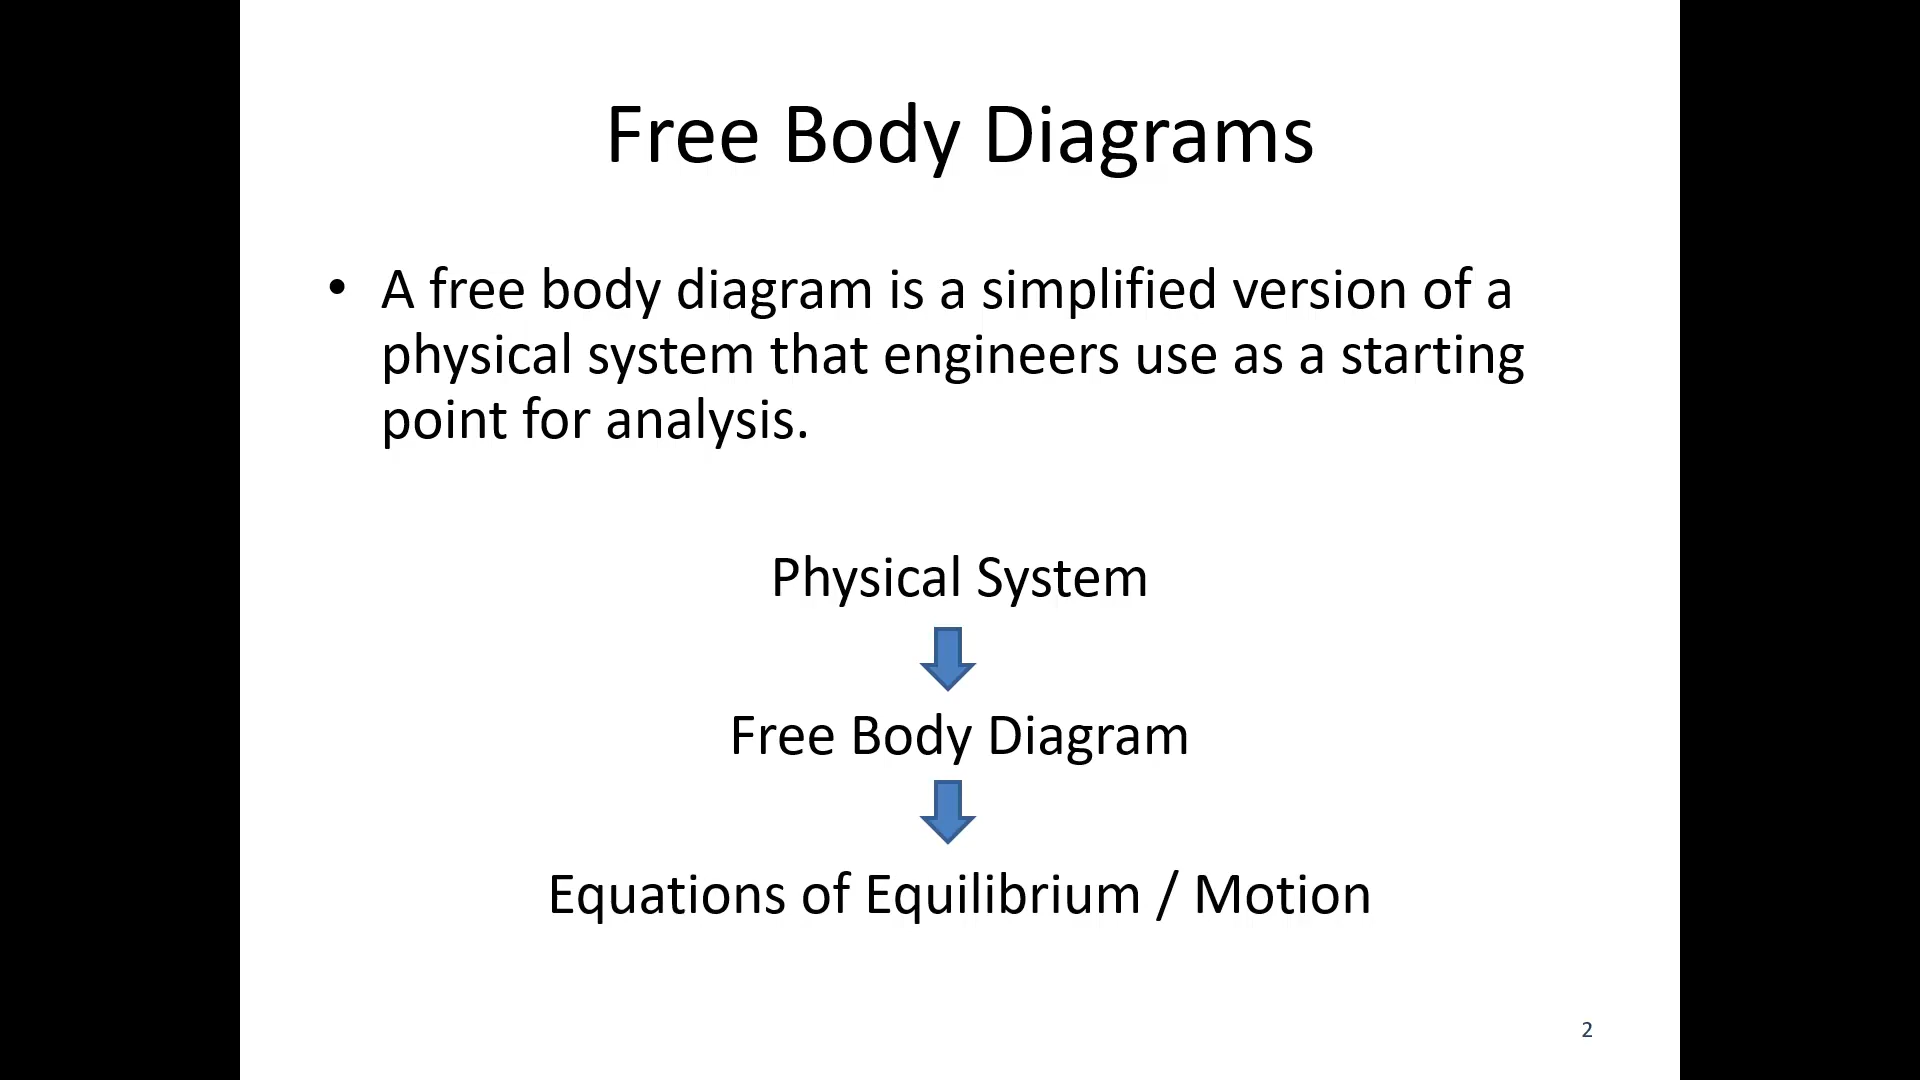 Free Body Diagrams
• A free body diagram is a simplified version of a
physical system that engineers use as a starting
point for analysis.
Physical System
Free Body Diagram
Equations of Equilibrium / Motion
2